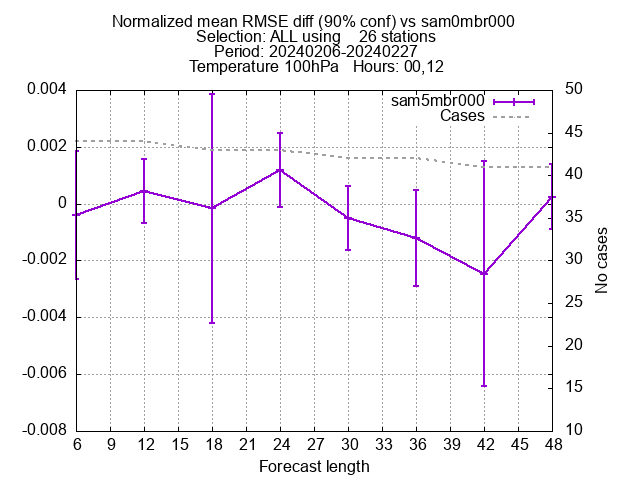 Normalized mean RMSE diff (90% conf) vs sam0mbr000
Selection: ALL using    26 stations
Period: 20240206-20240227
Temperature 100hPa   Hours: 00,12
sam5mbr000
Cases
0.004
0.002
0
-0.002
-0.004
-0.006
-0.008
50
45
40
35
30
25
20
15
10
No cases
6 9 12 15 18 21 24 27 30 33 36 39 42 45 48
Forecast length